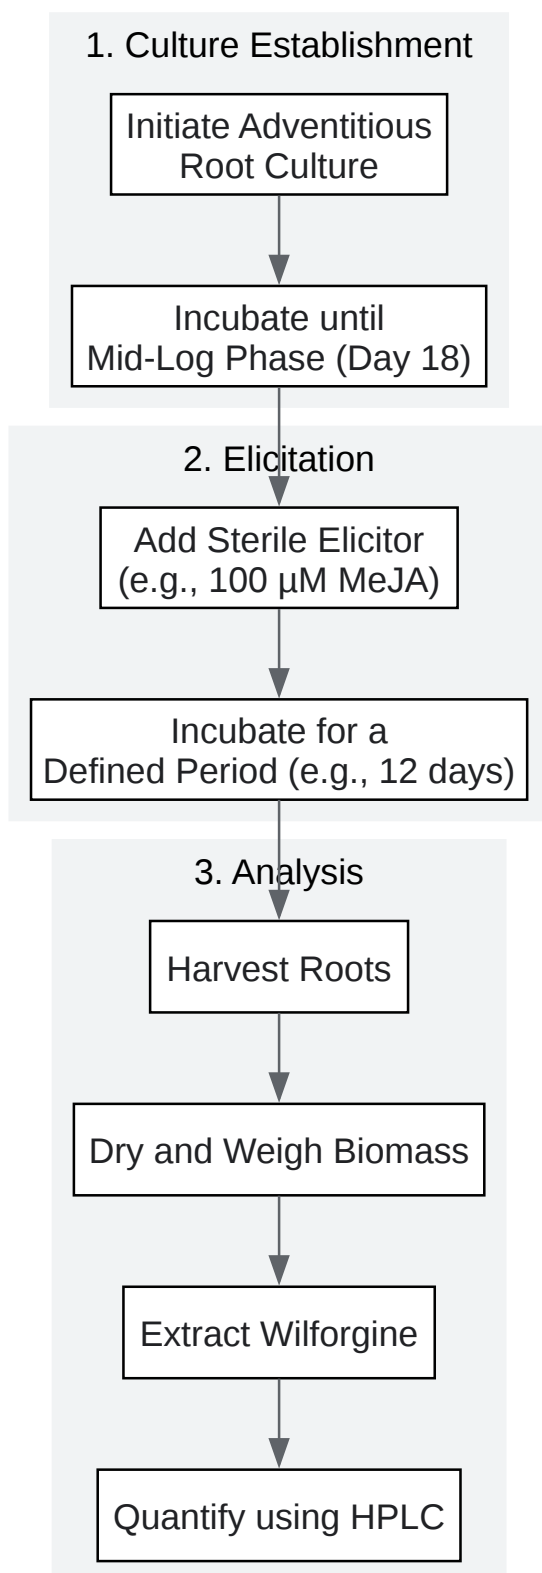 1. Culture Establishment
Initiate Adventitious
Root Culture
Incubate until
Mid-Log Phase (Day 18)
2. Elicitation
Add Sterile Elicitor
(e.g., 100 µM MeJA)
Incubate for a
Defined Period (e.g., 12 days)
3. Analysis
Harvest Roots
Dry and Weigh Biomass
Extract Wilforgine
Quantify using HPLC